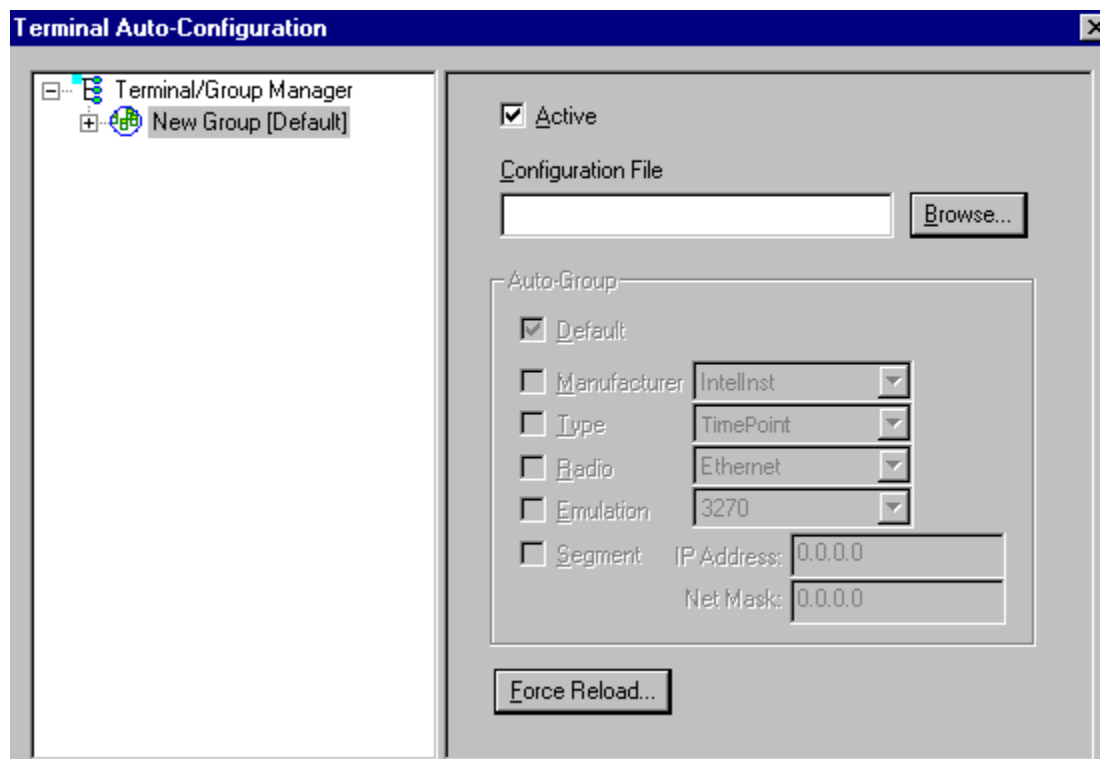 Terminal Auto-Configuration
Terminal/Group Manager
New Group [Default]
Active
Configuration File
Browse...
Auto-Group
Default
Manufacturer IntelInst
Type TimePoint
Radio Ethernet
Emulation 3270
Segment IP Address: 0.0.0.0
Net Mask: 0.0.0.0
Force Reload...